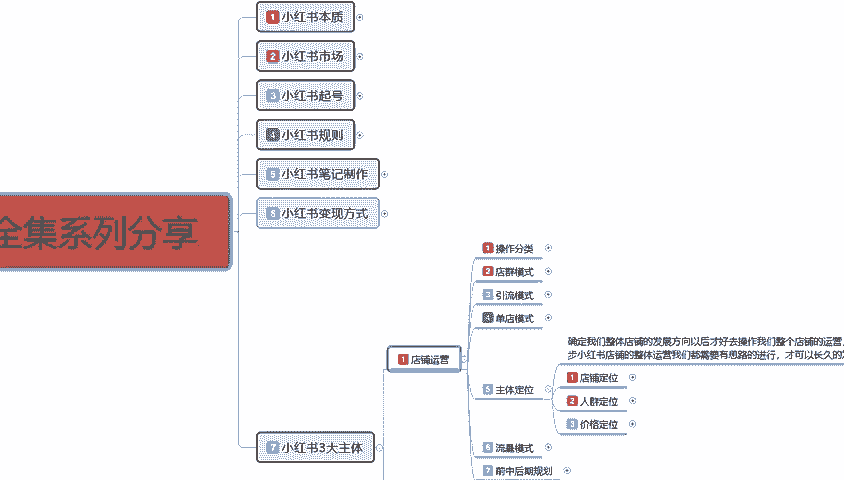 1 小红书本质
2 小红书市场
3 小红书起号
4 小红书规则
5 小红书笔记制作
6 小红书变现方式
全集系列分享
1 操作分类
2 店群模式
3 引流模式
4 单店模式
确定我们整体店铺的发展方向以后才好去操作我们整个店铺的运营，
步小红书店铺的整体运营我们都需要有思路的进行，才可以长久的
1 店铺运营
1 店铺定位
5 主体定位
2 人群定位
3 价格定位
7 小红书3大主体
6 流量模式
7 前中后期规划